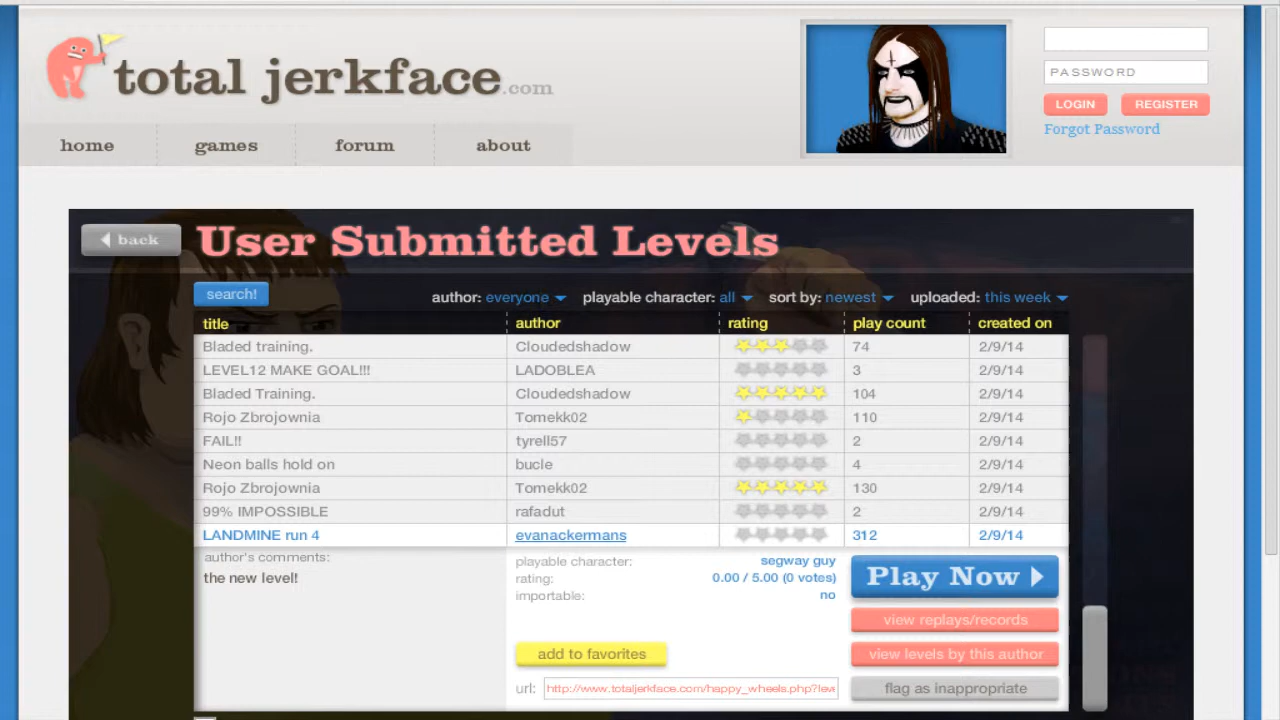 total jerkface.com
PASSWORD
LOGIN REGISTER
Forgot Password
home games forum about
back User Submitted Levels
search! author: everyone playable character: all sort by: newest uploaded: this week
title author rating play count created on
Bladed training. Cloudedshadow 74 2/9/14
LEVEL12 MAKE GOAL!!! LADOBLEA 3 2/9/14
Bladed Training. Cloudedshadow 104 2/9/14
Rojo Zbrojownia Tomekk02 110 2/9/14
FAIL!! tyrell57 2 2/9/14
Neon balls hold on bucle 4 2/9/14
Rojo Zbrojownia Tomekk02 130 2/9/14
99% IMPOSSIBLE rafadut 2 2/9/14
LANDMINE run 4 evanackermans 312 2/9/14
author's comments:
the new level!
playable character: segway guy
rating: 0.00 / 5.00 (0 votes)
importable: no
Play Now
view replays/records
add to favorites view levels by this author
url: http://www.totaljerkface.com/happy_wheels.php?lev flag as inappropriate